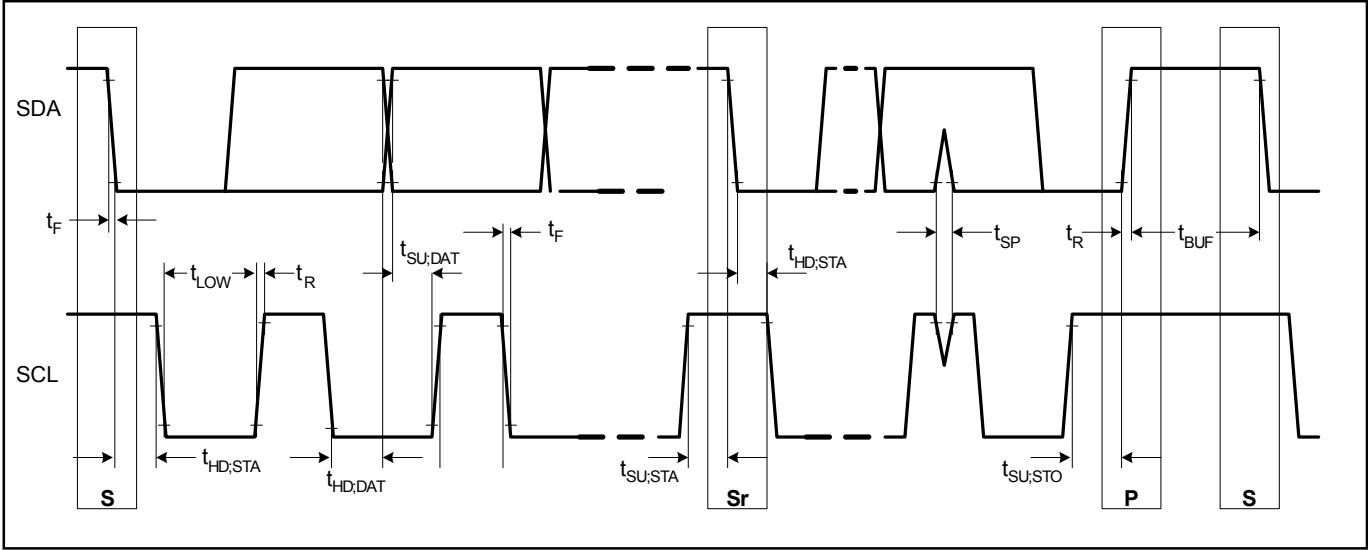 SDA
t_F
t_LOW
t_R
t_SU;DAT
t_F
t_HD;STA
t_SP
t_R
t_BUF
SCL
t_HD;STA
t_HD;DAT
t_SU;STA
t_SU;STO
S
Sr
P
S